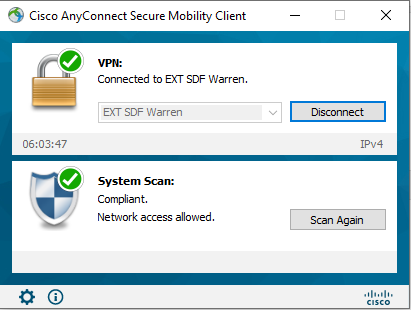 Cisco AnyConnect Secure Mobility Client
VPN:
Connected to EXT SDF Warren.
EXT SDF Warren
Disconnect
06:03:47
IPv4
System Scan:
Compliant.
Network access allowed.
Scan Again
cisco